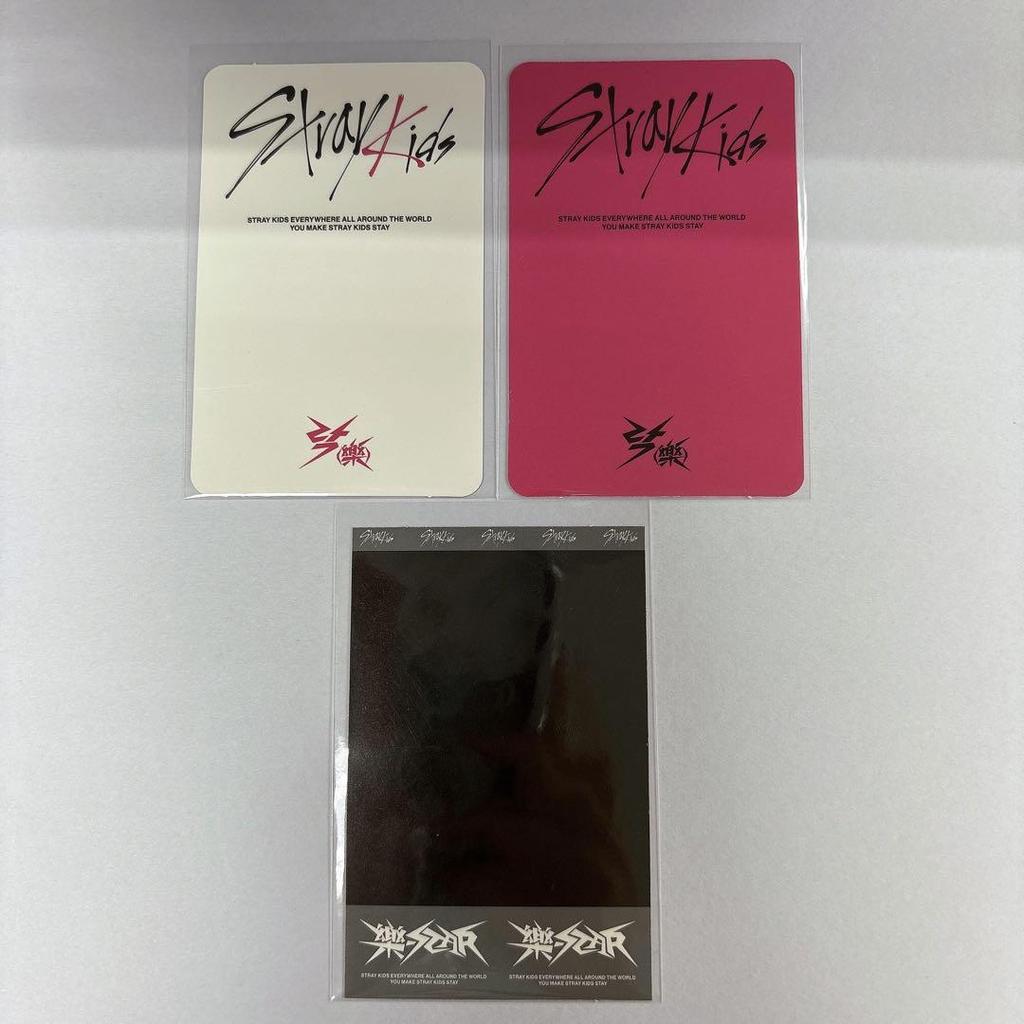 Stray Kids
STRAY KIDS EVERYWHERE ALL AROUND THE WORLD
YOU MAKE STRAY KIDS STAY
락(樂)
Stray Kids
STRAY KIDS EVERYWHERE ALL AROUND THE WORLD
YOU MAKE STRAY KIDS STAY
락(樂)
Stray Kids Stray Kids Stray Kids Stray Kids Stray Kids
樂-STAR 樂-STAR
STRAY KIDS EVERYWHERE ALL AROUND THE WORLD STRAY KIDS EVERYWHERE ALL AROUND THE WORLD
YOU MAKE STRAY KIDS STAY YOU MAKE STRAY KIDS STAY